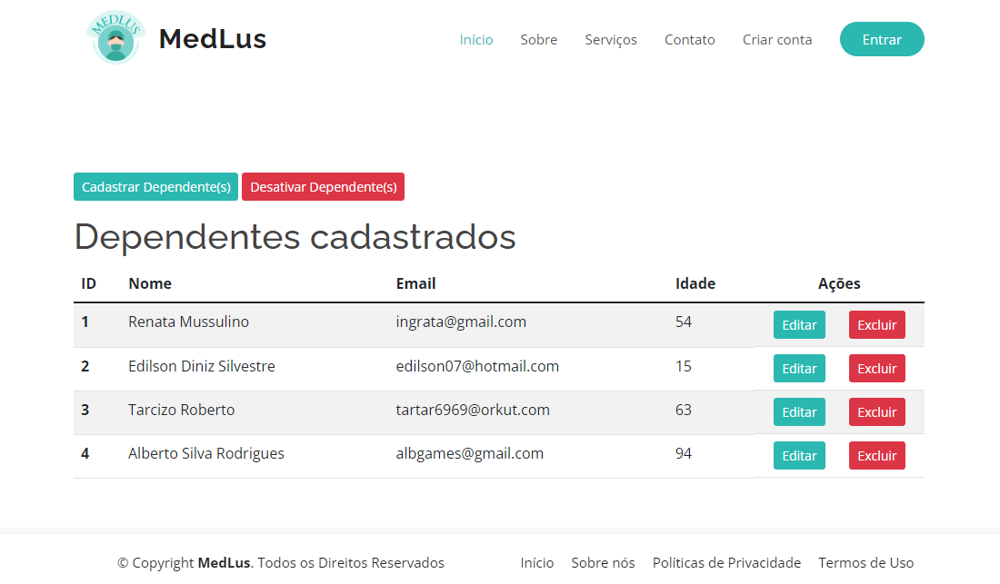 MEDLUS
MedLus
Início Sobre Serviços Contato Criar conta Entrar
Cadastrar Dependente(s) Desativar Dependente(s)
Dependentes cadastrados
ID Nome Email Idade Ações
1 Renata Mussulino ingrata@gmail.com 54 Editar Excluir
2 Edilson Diniz Silvestre edilson07@hotmail.com 15 Editar Excluir
3 Tarcizo Roberto tartar6969@orkut.com 63 Editar Excluir
4 Alberto Silva Rodrigues albgames@gmail.com 94 Editar Excluir
© Copyright MedLus. Todos os Direitos Reservados Início Sobre nós Políticas de Privacidade Termos de Uso